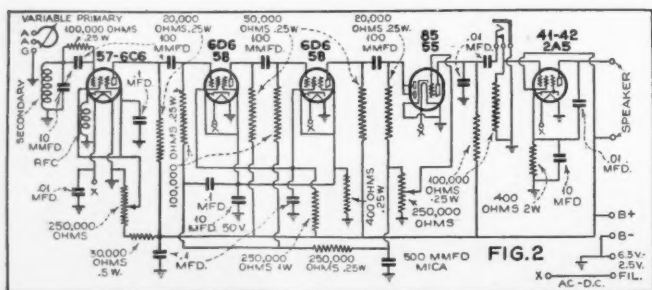 VARIABLE PRIMARY
A
A
G
100,000 OHMS
.25 W
100
MMFD
57-6C6
SECONDARY
10
MMFD
RFC
.01
MFD.
250,000
OHMS
30,000
OHMS
.5 W.
.1
MFD.
X
20,000
OHMS .25W
100
MMFD
6D6
58
50,000
OHMS .25W.
100
MMFD
6D6
58
100,000 OHMS .25W
.1
MFD
10
MFD 50V
.1
MFD.
X
X
250,000
OHMS 1W
250,000
OHMS .25W
400 OHMS
.25W
20,000
OHMS .25W
100
MMFD
85
55
.01
MFD.
250,000
OHMS
500 MMFD
MICA
100,000
OHMS
.25W
41-42
2A5
X
400
OHMS 2W
10
MFD
.01
MFD.
SPEAKER
B+
B-
6.3V-
2.5V.
FIL.
X
AC-D.C.
FIG.2